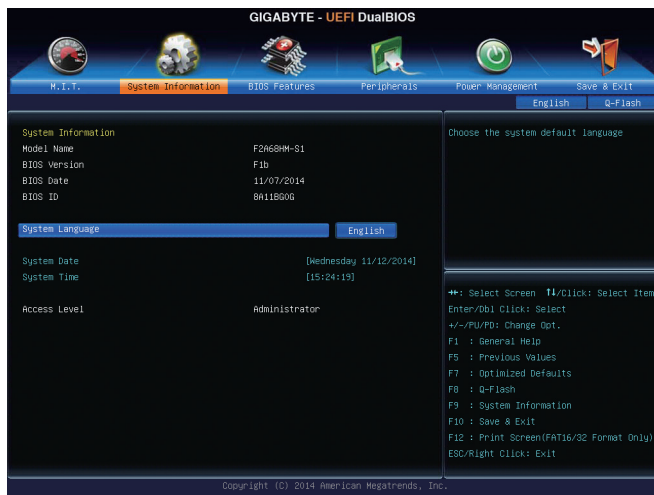 GIGABYTE - UEFI DualBIOS
M.I.T. System Information BIOS Features Peripherals Power Management Save & Exit
English Q-Flash
System Information
Model Name F2A68HM-S1
BIOS Version F1b
BIOS Date 11/07/2014
BIOS ID 8A11BG0G
System Language English
System Date [Wednesday 11/12/2014]
System Time [15:24:19]
Access Level Administrator
Choose the system default language
→←: Select Screen ↑↓/Click: Select Item
Enter/Dbl Click: Select
+/-/PU/PD: Change Opt.
F1 : General Help
F5 : Previous Values
F7 : Optimized Defaults
F8 : Q-Flash
F9 : System Information
F10 : Save & Exit
F12 : Print Screen(FAT16/32 Format Only)
ESC/Right Click: Exit
Copyright (C) 2014 American Megatrends, Inc.